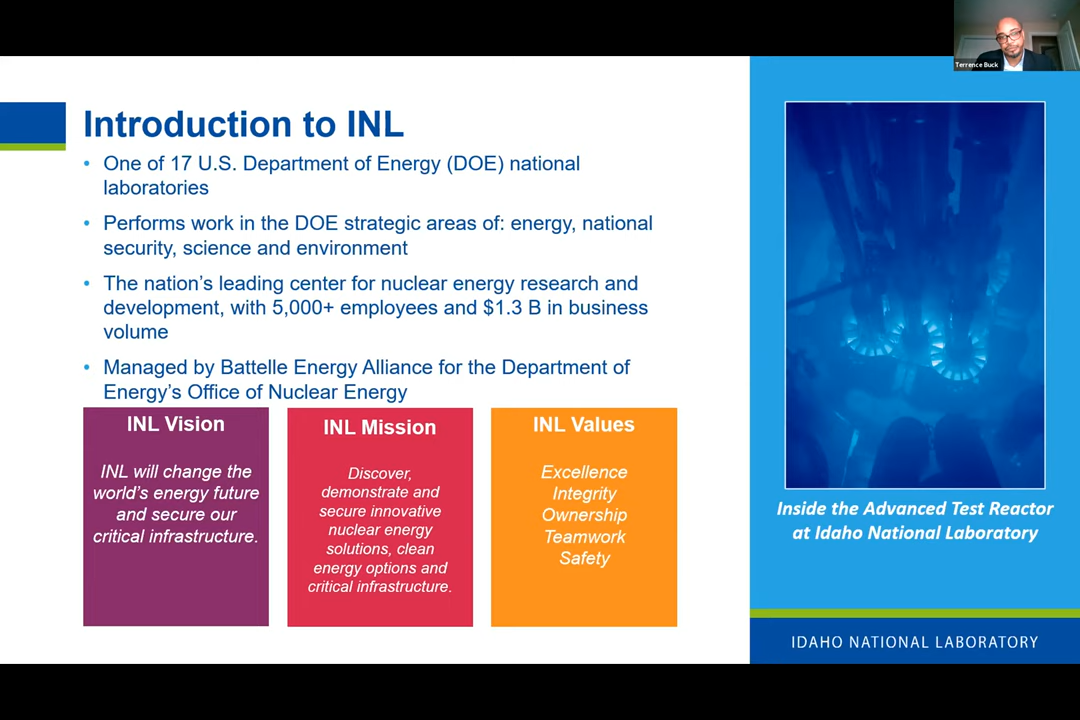 Terrence Buck
Introduction to INL
• One of 17 U.S. Department of Energy (DOE) national
laboratories
• Performs work in the DOE strategic areas of: energy, national
security, science and environment
• The nation's leading center for nuclear energy research and
development, with 5,000+ employees and $1.3 B in business
volume
• Managed by Battelle Energy Alliance for the Department of
Energy's Office of Nuclear Energy
INL Vision
INL will change the
world's energy future
and secure our
critical infrastructure.
INL Mission
Discover,
demonstrate and
secure innovative
nuclear energy
solutions, clean
energy options and
critical infrastructure.
INL Values
Excellence
Integrity
Ownership
Teamwork
Safety
Inside the Advanced Test Reactor
at Idaho National Laboratory
IDAHO NATIONAL LABORATORY